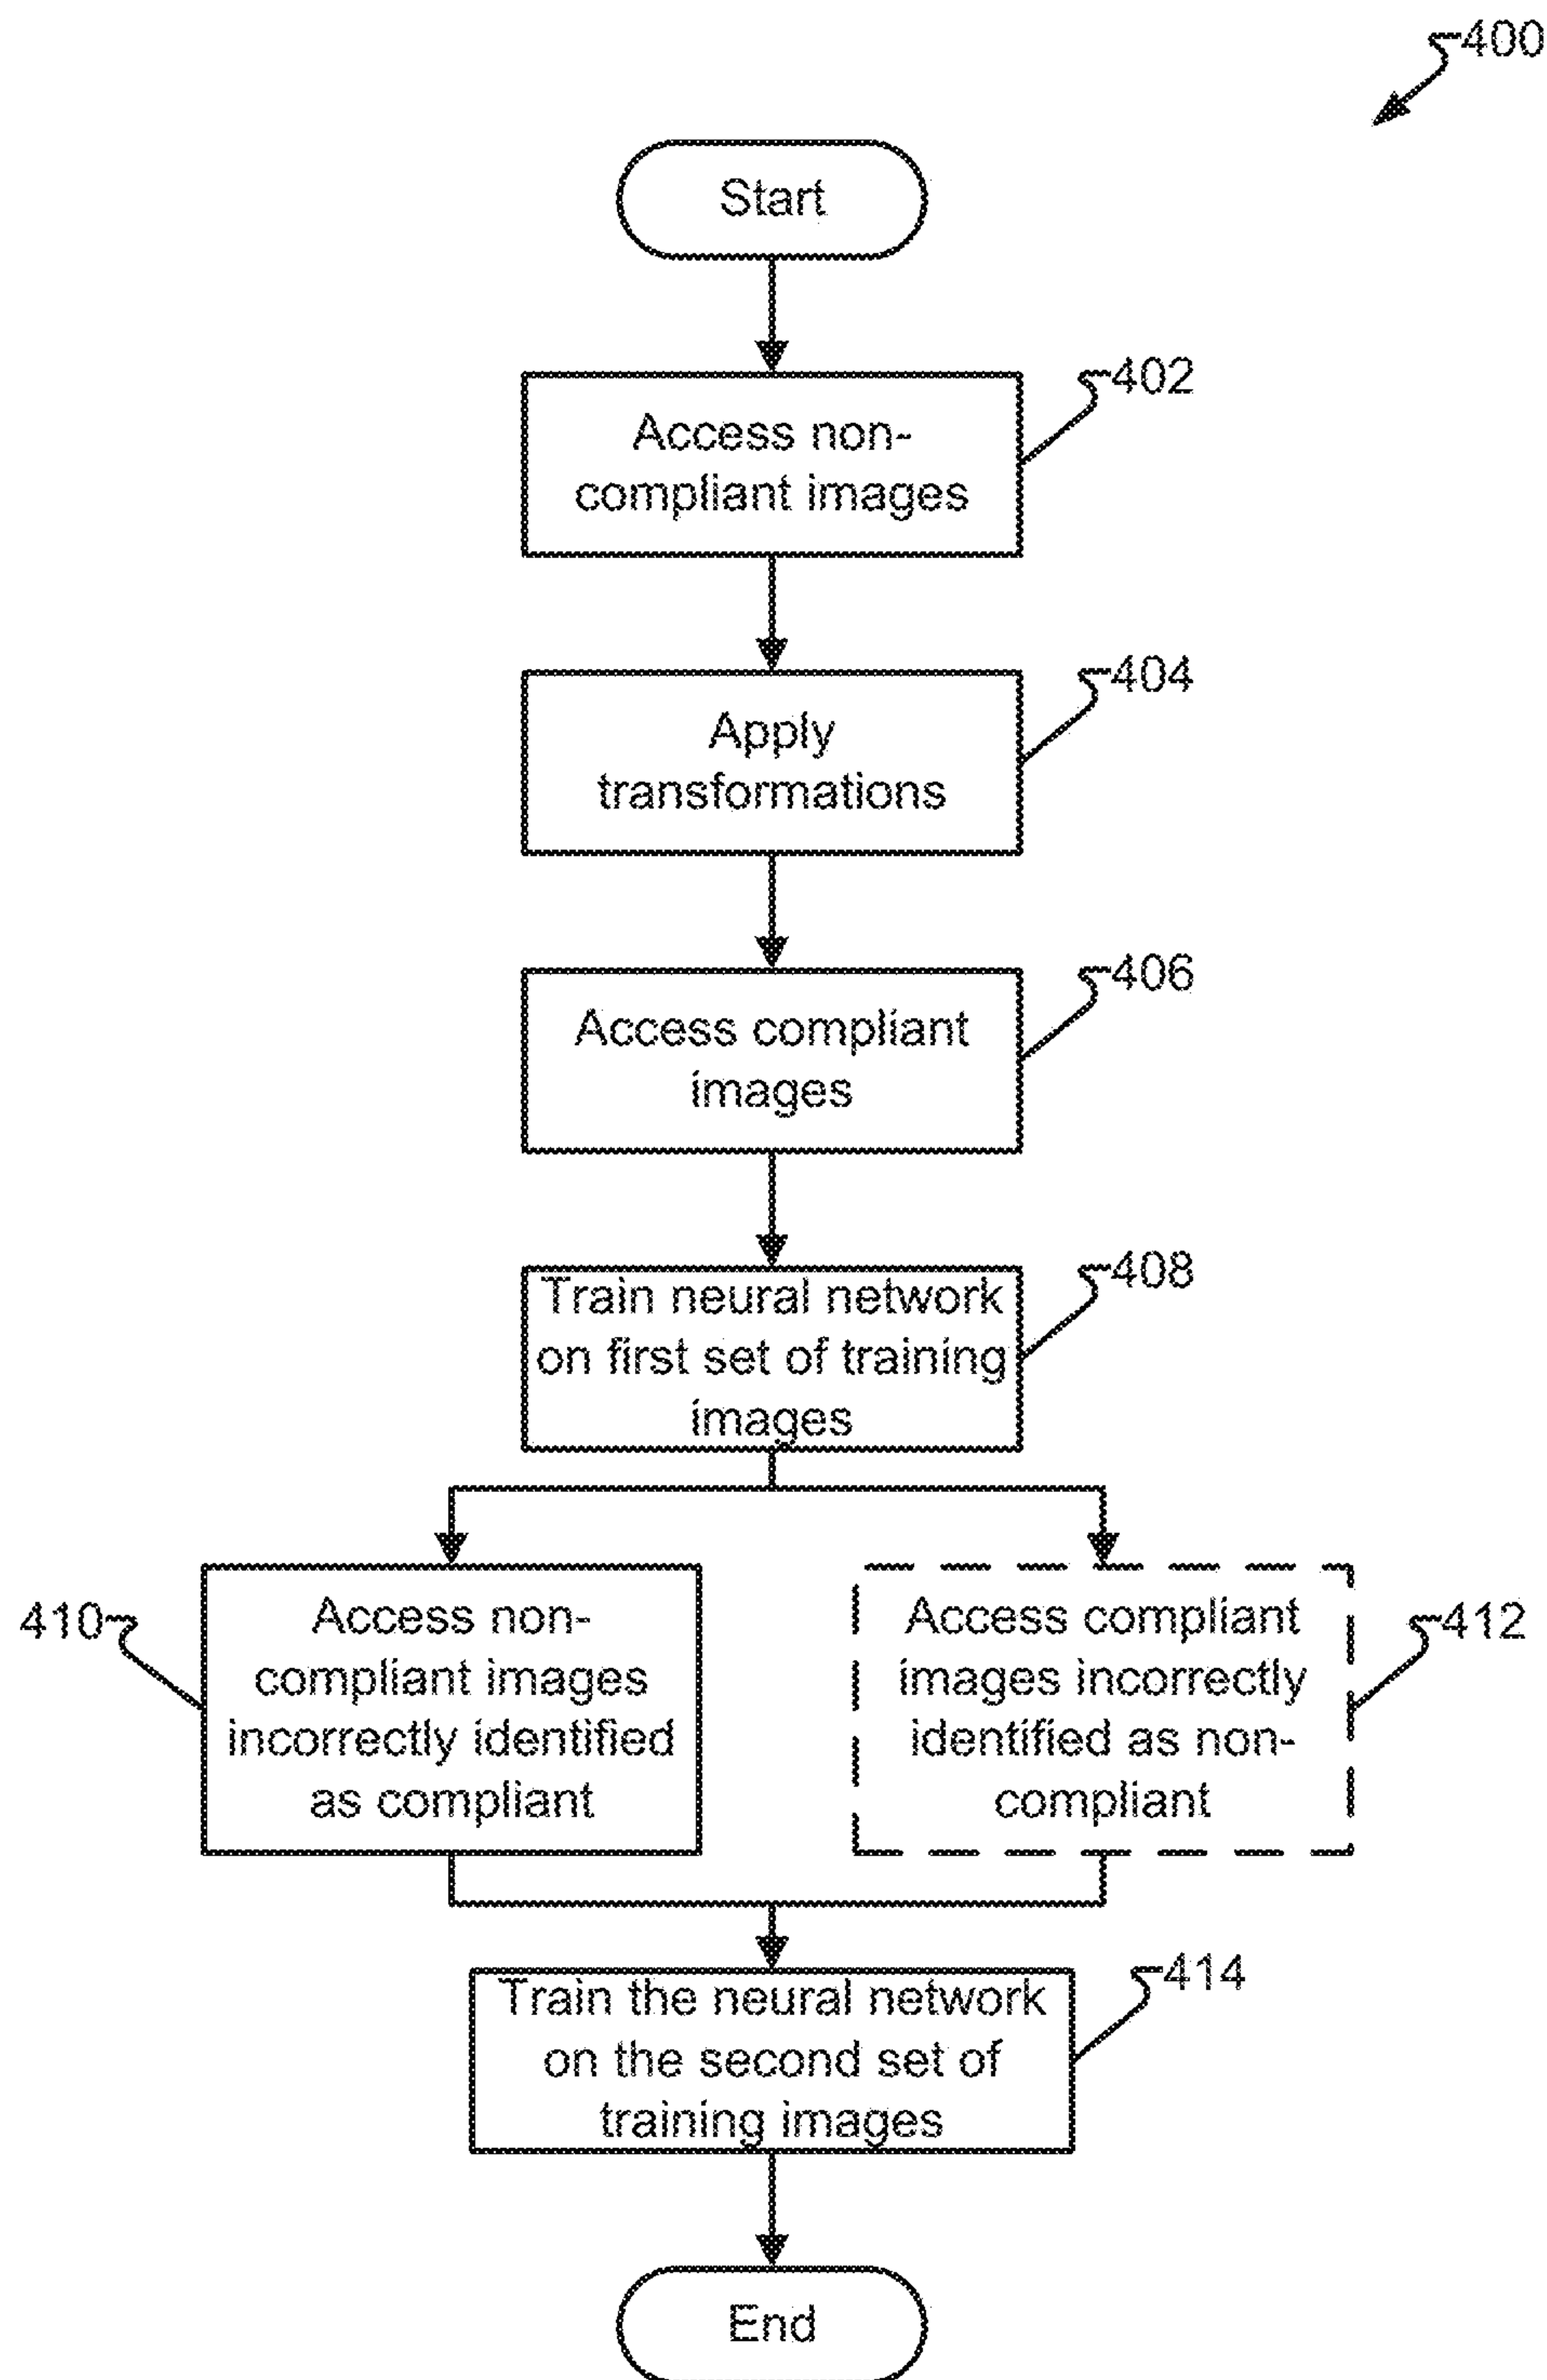 400
Start
402
Access non-
compliant images
404
Apply
transformations
406
Access compliant
images
408
Train neural network
on first set of training
images
410
Access non-
compliant images
incorrectly identified
as compliant
412
Access compliant
images incorrectly
identified as non-
compliant
414
Train the neural network
on the second set of
training images
End